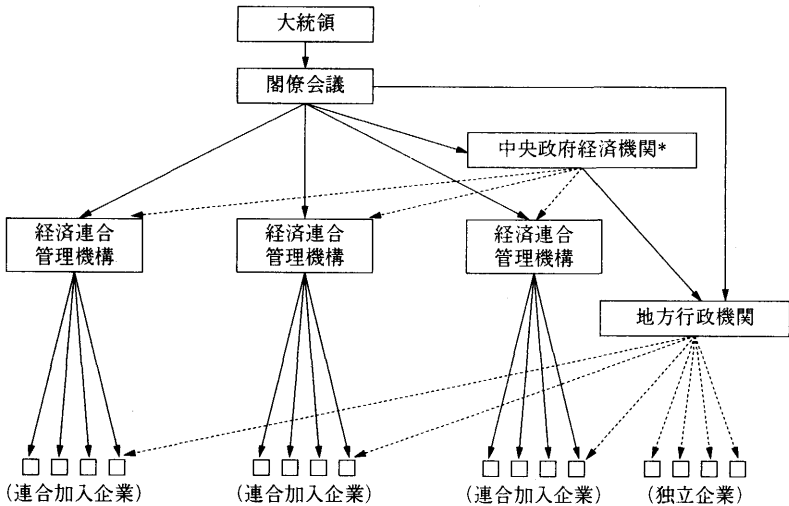 大統領
閣僚会議
中央政府経済機関*
経済連合
管理機構
経済連合
管理機構
経済連合
管理機構
地方行政機関
(連合加入企業)
(連合加入企業)
(連合加入企業)
(独立企業)